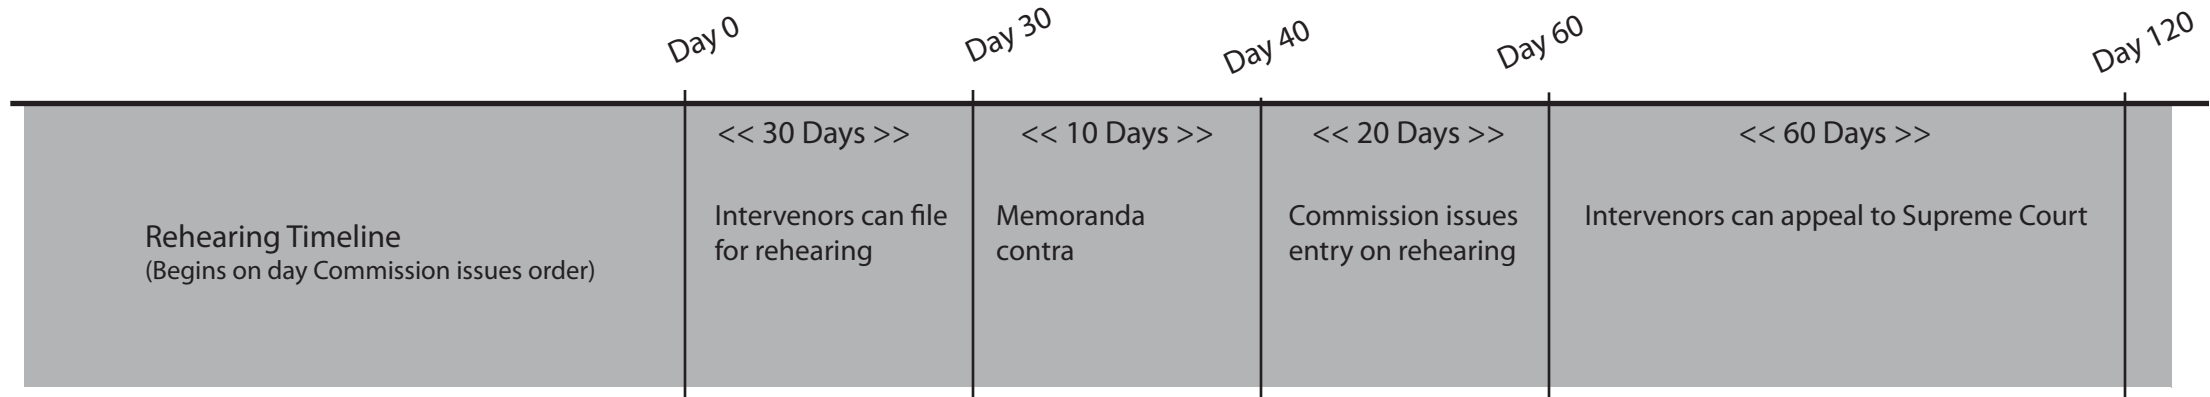 Day 0
Day 30
Day 40
Day 60
Day 120
<< 30 Days >>
<< 10 Days >>
<< 20 Days >>
<< 60 Days >>
Rehearing Timeline
(Begins on day Commission issues order)
Intervenors can file
for rehearing
Memoranda
contra
Commission issues
entry on rehearing
Intervenors can appeal to Supreme Court